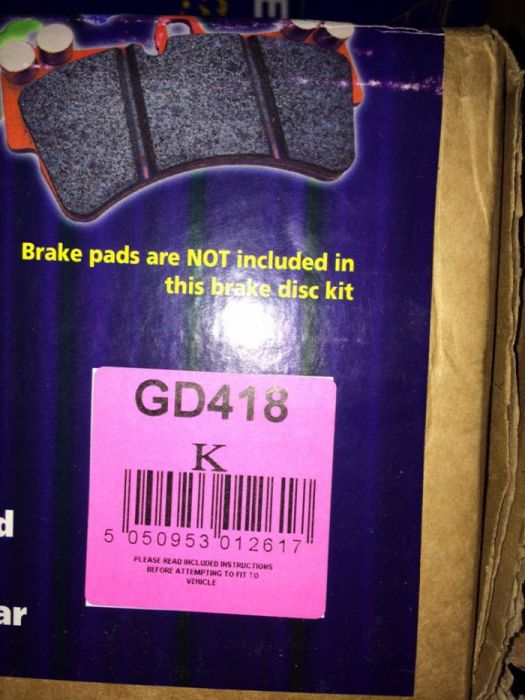 Brake pads are NOT included in
this brake disc kit
GD418
K
5 050953 012617
PLEASE READ INCLUDED INSTRUCTIONS
BEFORE ATTEMPTING TO FIT TO
VEHICLE
d
ar